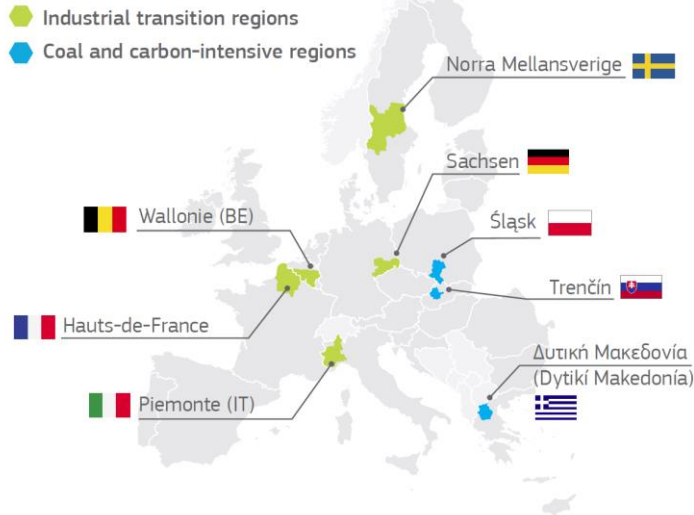 Industrial transition regions
Coal and carbon-intensive regions
Norra Mellansverige
Sachsen
Wallonie (BE)
Śląsk
Trenčín
Hauts-de-France
Δυτική Μακεδονία
(Dytikí Makedonía)
Piemonte (IT)